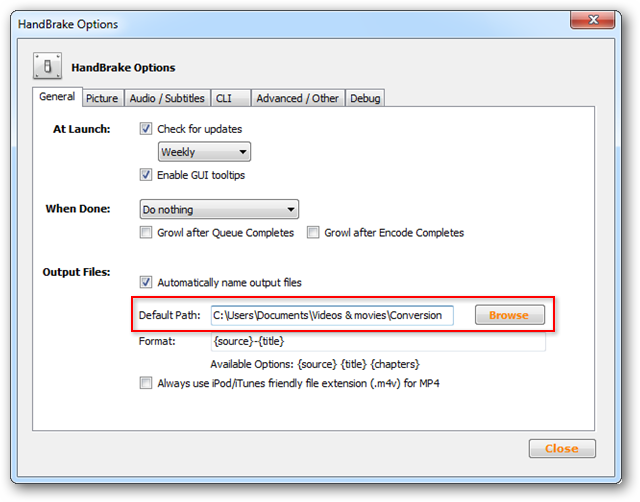 HandBrake Options
HandBrake Options
General Picture Audio / Subtitles CLI Advanced / Other Debug
At Launch: Check for updates
Weekly
Enable GUI tooltips
When Done: Do nothing
Growl after Queue Completes Growl after Encode Completes
Output Files:
Automatically name output files
Default Path: C:\Users\Documents\Videos & movies\Conversion Browse
Format: {source}-{title}
Available Options: {source} {title} {chapters}
Always use iPod/iTunes friendly file extension (.m4v) for MP4
Close